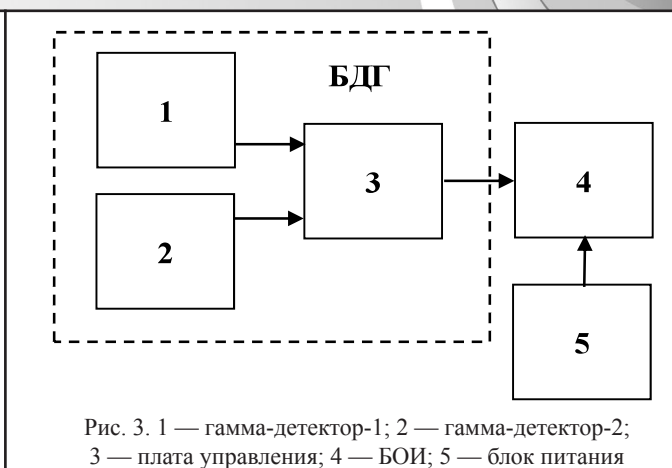 БДГ
1
3
4
2
5
Рис. 3. 1 — гамма-детектор-1; 2 — гамма-детектор-2;
3 — плата управления; 4 — БОИ; 5 — блок питания